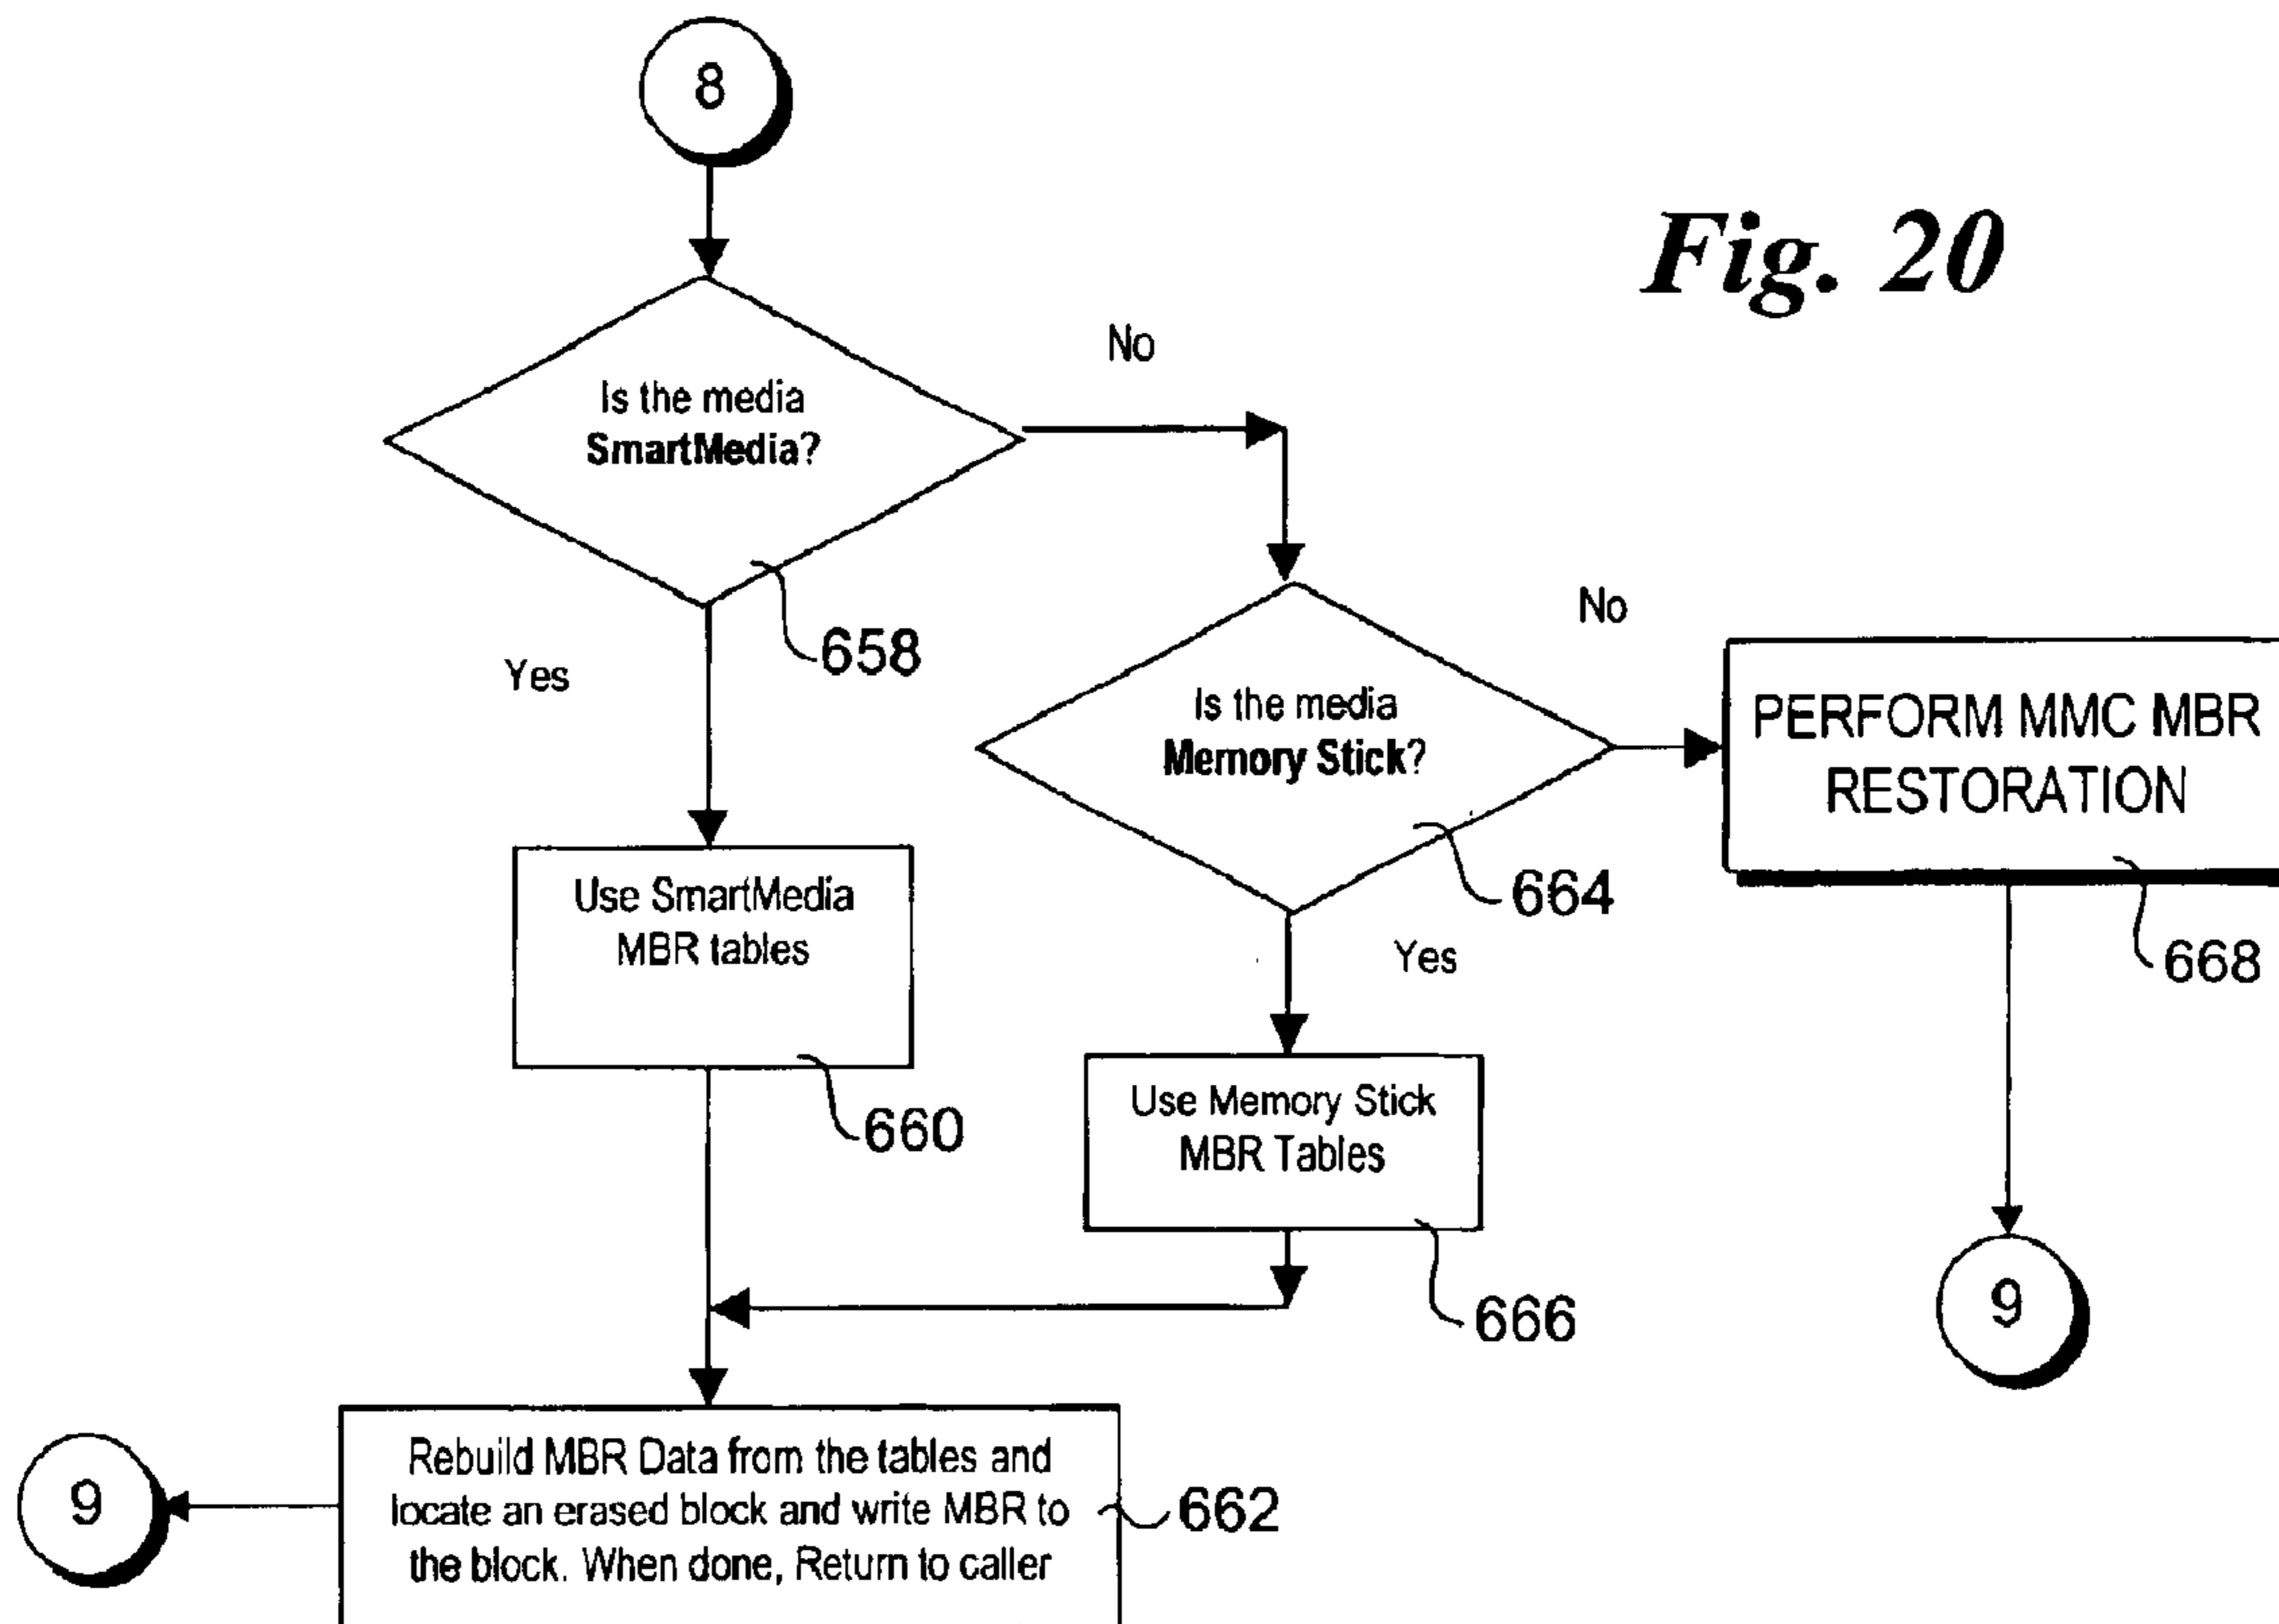 8
Fig. 20
No
Is the media
SmartMedia?
658
Yes
No
Is the media
Memory Stick?
664
PERFORM MMC MBR
RESTORATION
668
Use SmartMedia
MBR tables
660
Yes
Use Memory Stick
MBR Tables
666
9
9
Rebuild MBR Data from the tables and
locate an erased block and write MBR to
the block. When done, Return to caller
662